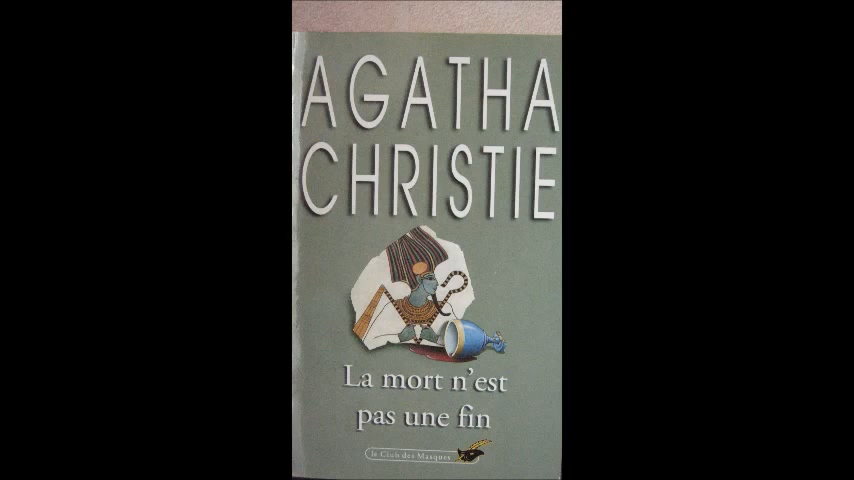 AGATHA
CHRISTIE
La mort n'est
pas une fin
le Club des Masques